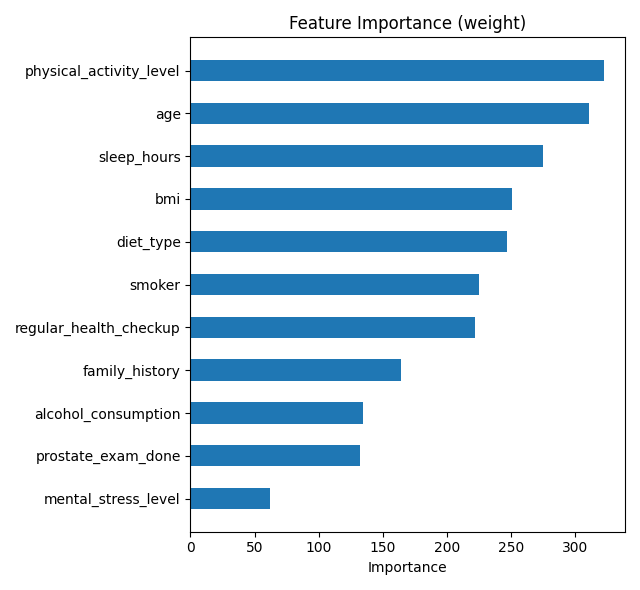 Feature Importance (weight)
physical_activity_level
age
sleep_hours
bmi
diet_type
smoker
regular_health_checkup
family_history
alcohol_consumption
prostate_exam_done
mental_stress_level
0 50 100 150 200 250 300
Importance